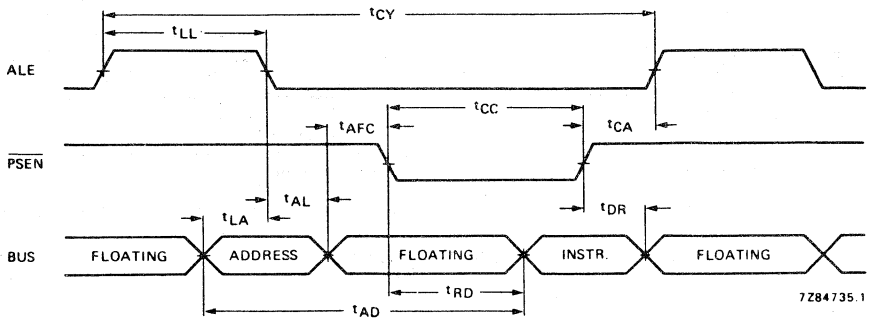 tCY
tLL
ALE
tCC
tAFC
tCA
PSEN
tAL
tLA
tDR
BUS
FLOATING
ADDRESS
FLOATING
INSTR.
FLOATING
tRD
tAD
7Z84735.1